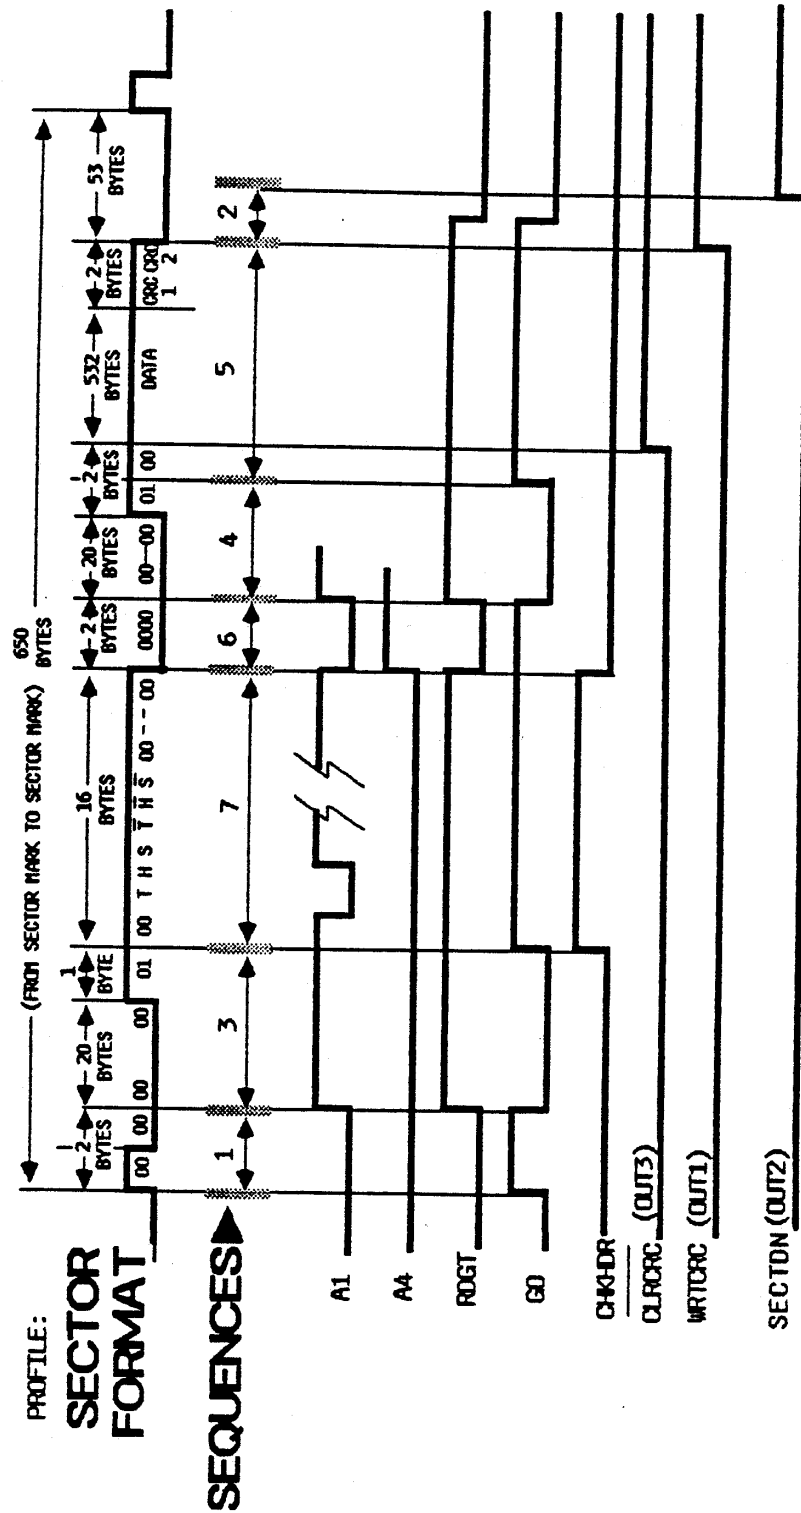 PROFILE:
SECTOR
FORMAT
(FROM SECTOR MARK TO SECTOR MARK)
650
BYTES
2
BYTES
20
BYTES
1
BYTE
16
BYTES
2
BYTES
20
BYTES
2
BYTES
532
BYTES
2
BYTES
53
BYTES
00 00 00 00 01 00 T H S T̅ H̅ S̅ 00 -- 00 0000 00--00 01 00 DATA CRC CRC
1 2
SEQUENCES
1 3 7 6 4 5 2
A1
A4
RDGT
GO
CHKHDR
C̅L̅R̅CRC (OUT3)
WRTCRC (OUT1)
SECTDN (OUT2)